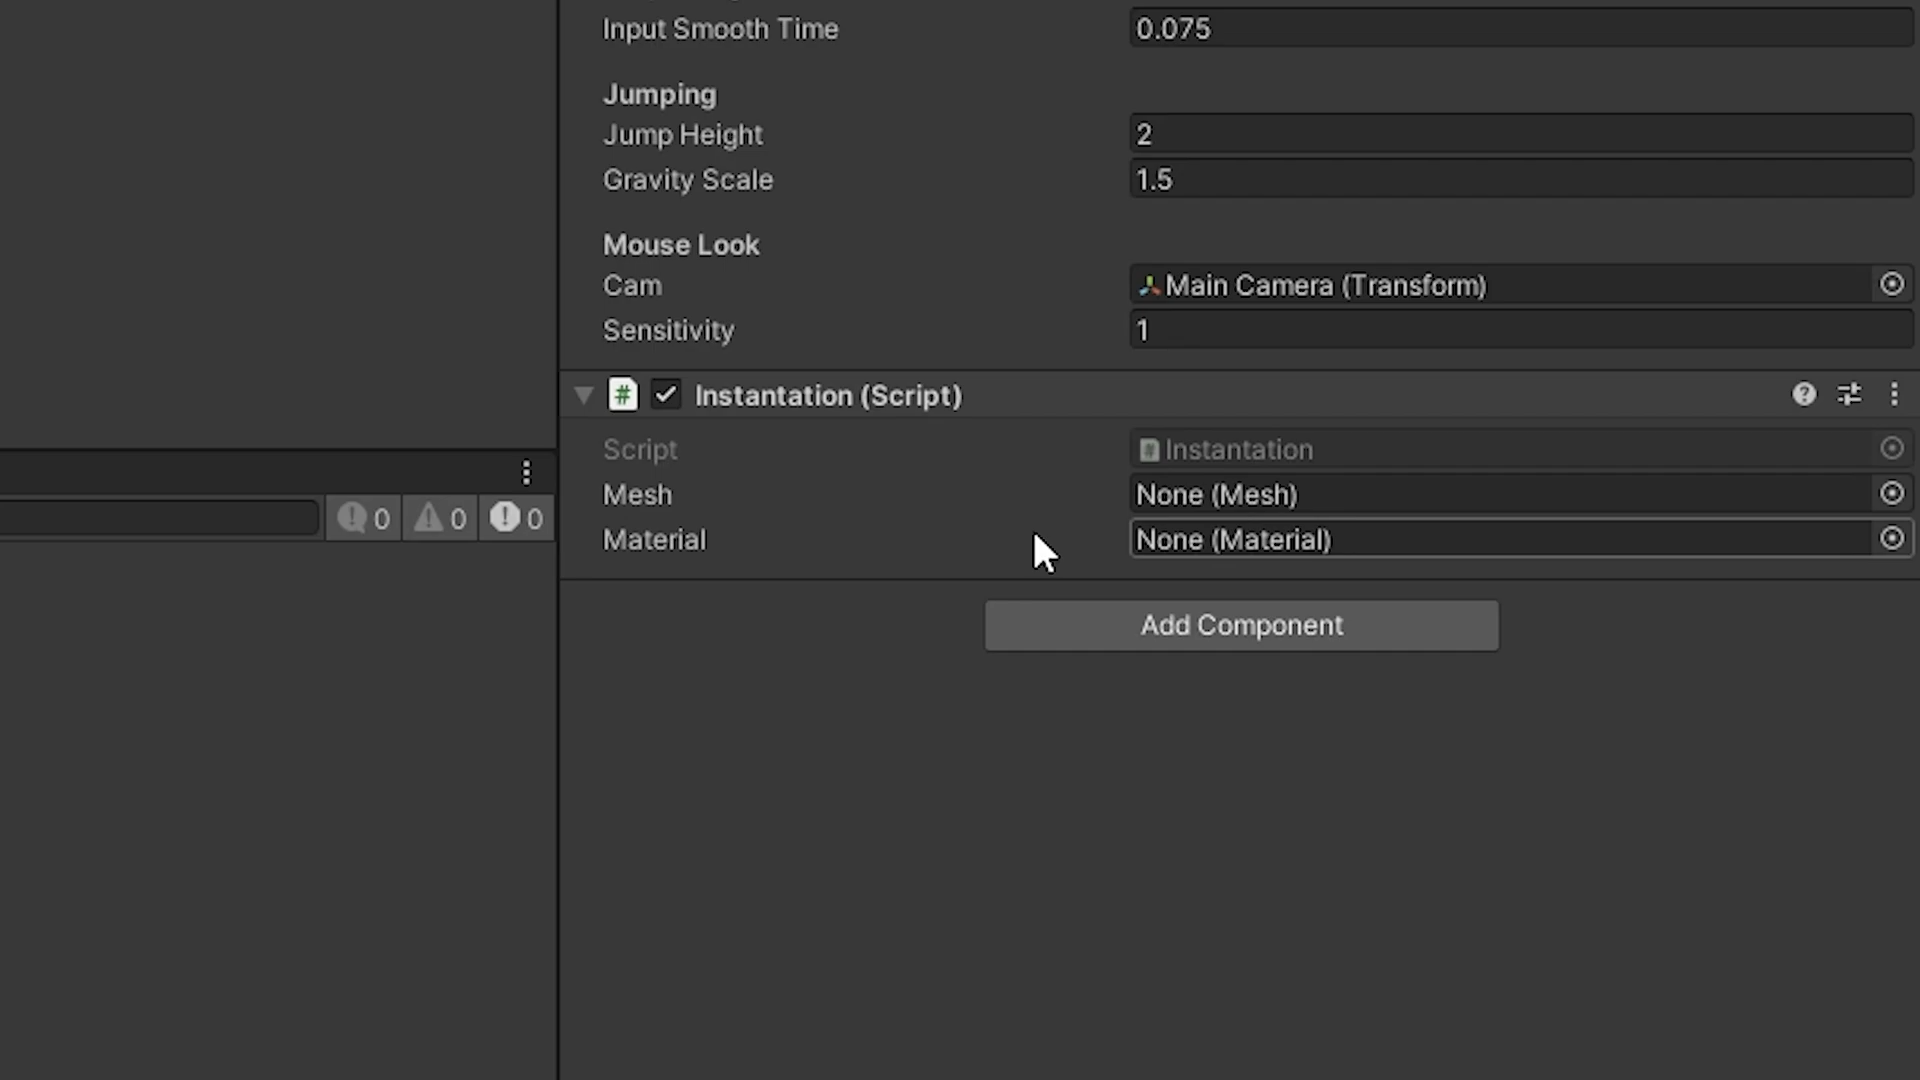 Input Smooth Time 0.075
Jumping
Jump Height 2
Gravity Scale 1.5
Mouse Look
Cam Main Camera (Transform)
Sensitivity 1
# Instantation (Script)
Script # Instantation
Mesh None (Mesh)
Material None (Material)
0 0 0
Add Component